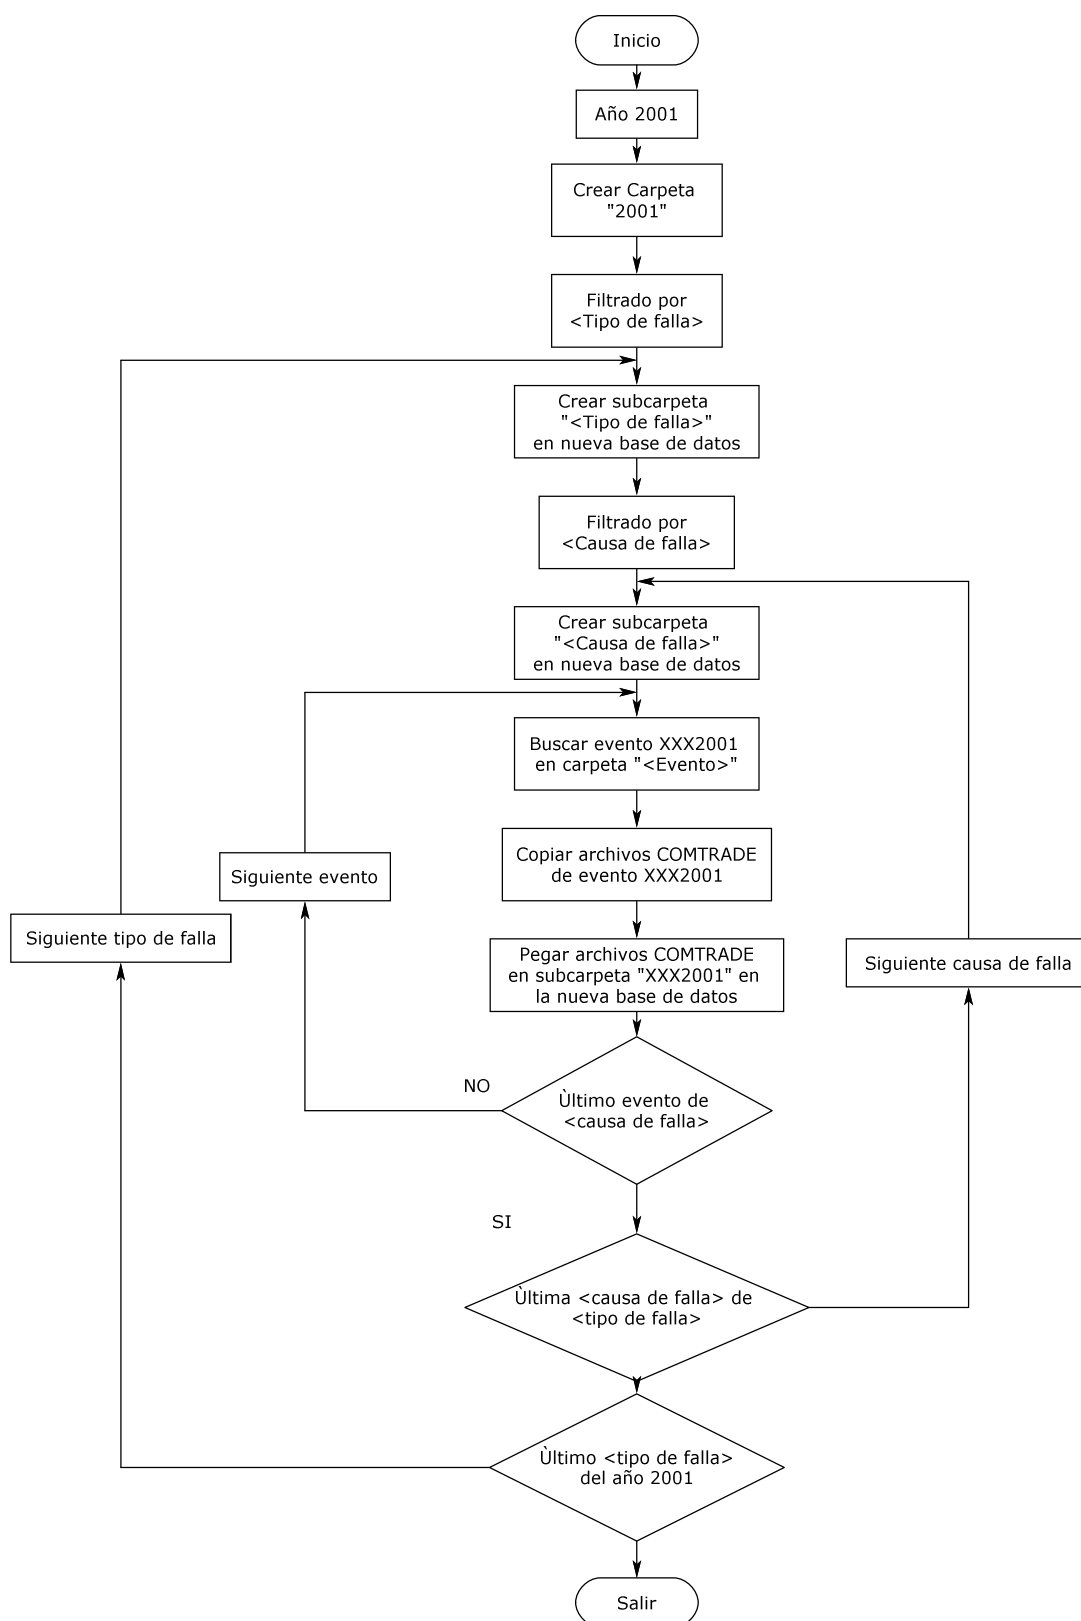 Inicio
Año 2001
Crear Carpeta
"2001"
Filtrado por
<Tipo de falla>
Crear subcarpeta
"<Tipo de falla>"
en nueva base de datos
Filtrado por
<Causa de falla>
Crear subcarpeta
"<Causa de falla>"
en nueva base de datos
Buscar evento XXX2001
en carpeta "<Evento>"
Copiar archivos COMTRADE
de evento XXX2001
Siguiente evento
Siguiente tipo de falla
Pegar archivos COMTRADE
en subcarpeta "XXX2001" en
la nueva base de datos
Siguiente causa de falla
NO
Ùltimo evento de
<causa de falla>
SI
Ùltima <causa de falla> de
<tipo de falla>
Ùltimo <tipo de falla>
del año 2001
Salir